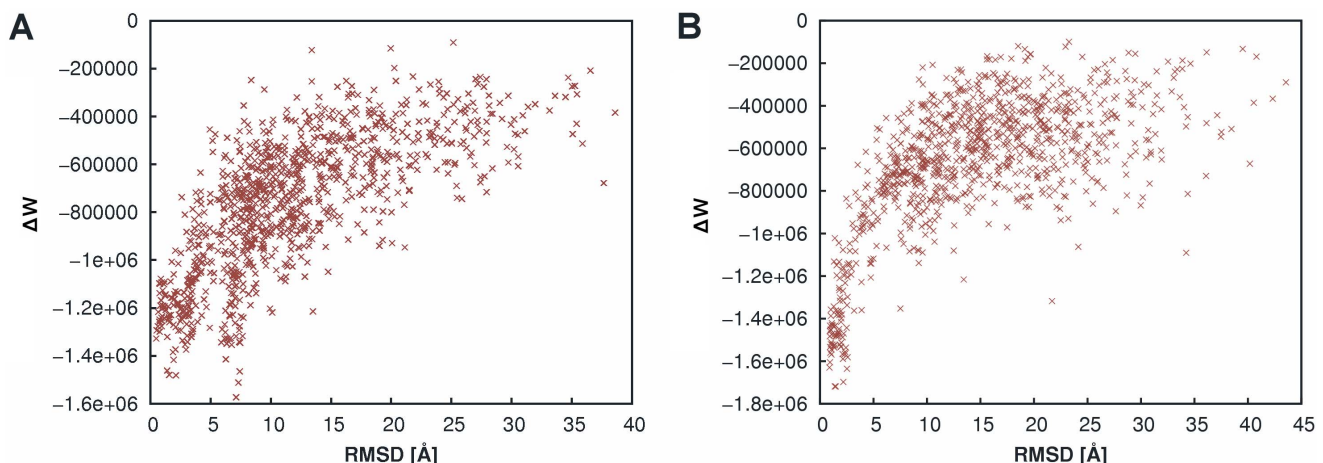 A
0
−200000
−400000
−600000
−800000
−1e+06
−1.2e+06
−1.4e+06
−1.6e+06
ΔW
0 5 10 15 20 25 30 35 40
RMSD [Å]
B
0
−200000
−400000
−600000
−800000
−1e+06
−1.2e+06
−1.4e+06
−1.6e+06
−1.8e+06
ΔW
0 5 10 15 20 25 30 35 40 45
RMSD [Å]